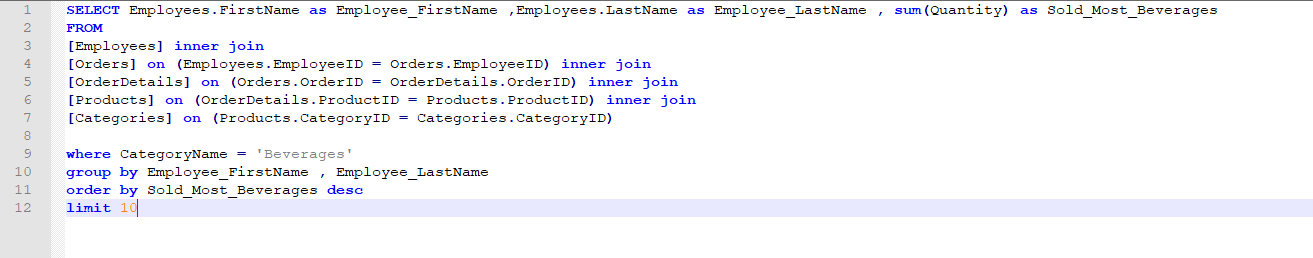 1 SELECT Employees.FirstName as Employee_FirstName ,Employees.LastName as Employee_LastName , sum(Quantity) as Sold_Most_Beverages
2 FROM
3 [Employees] inner join
4 [Orders] on (Employees.EmployeeID = Orders.EmployeeID) inner join
5 [OrderDetails] on (Orders.OrderID = OrderDetails.OrderID) inner join
6 [Products] on (OrderDetails.ProductID = Products.ProductID) inner join
7 [Categories] on (Products.CategoryID = Categories.CategoryID)
8
9 where CategoryName = 'Beverages'
10 group by Employee_FirstName , Employee_LastName
11 order by Sold_Most_Beverages desc
12 limit 10